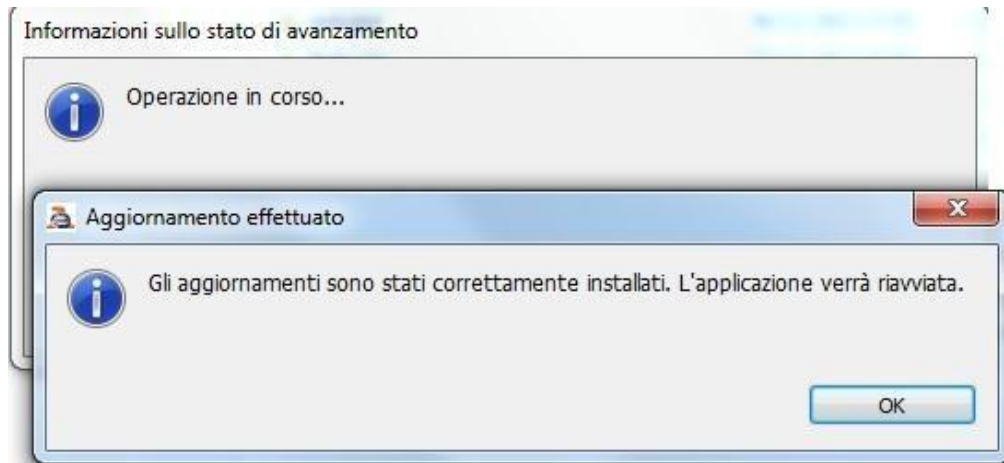 Informazioni sullo stato di avanzamento
Operazione in corso...
Aggiornamento effettuato
Gli aggiornamenti sono stati correttamente installati. L'applicazione verrà riavviata.
OK